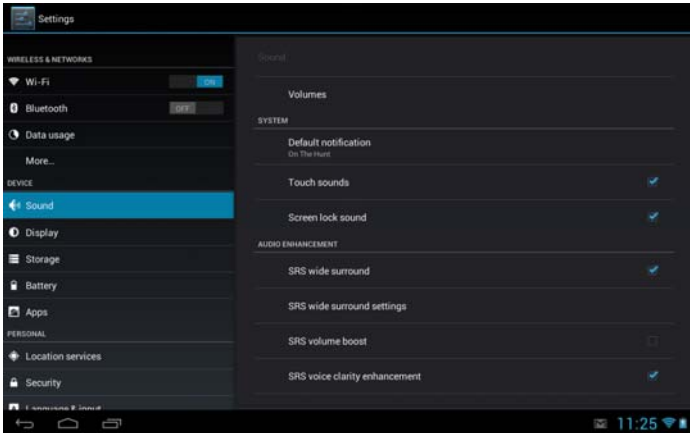 Settings
WIRELESS & NETWORKS
Wi-Fi
ON
Bluetooth
OFF
Data usage
More...
DEVICE
Sound
Display
Storage
Battery
Apps
PERSONAL
Location services
Security
Language & input
Sound
Volumes
SYSTEM
Default notification
On The Hunt
Touch sounds
Screen lock sound
AUDIO ENHANCEMENT
SRS wide surround
SRS wide surround settings
SRS volume boost
SRS voice clarity enhancement
11:25